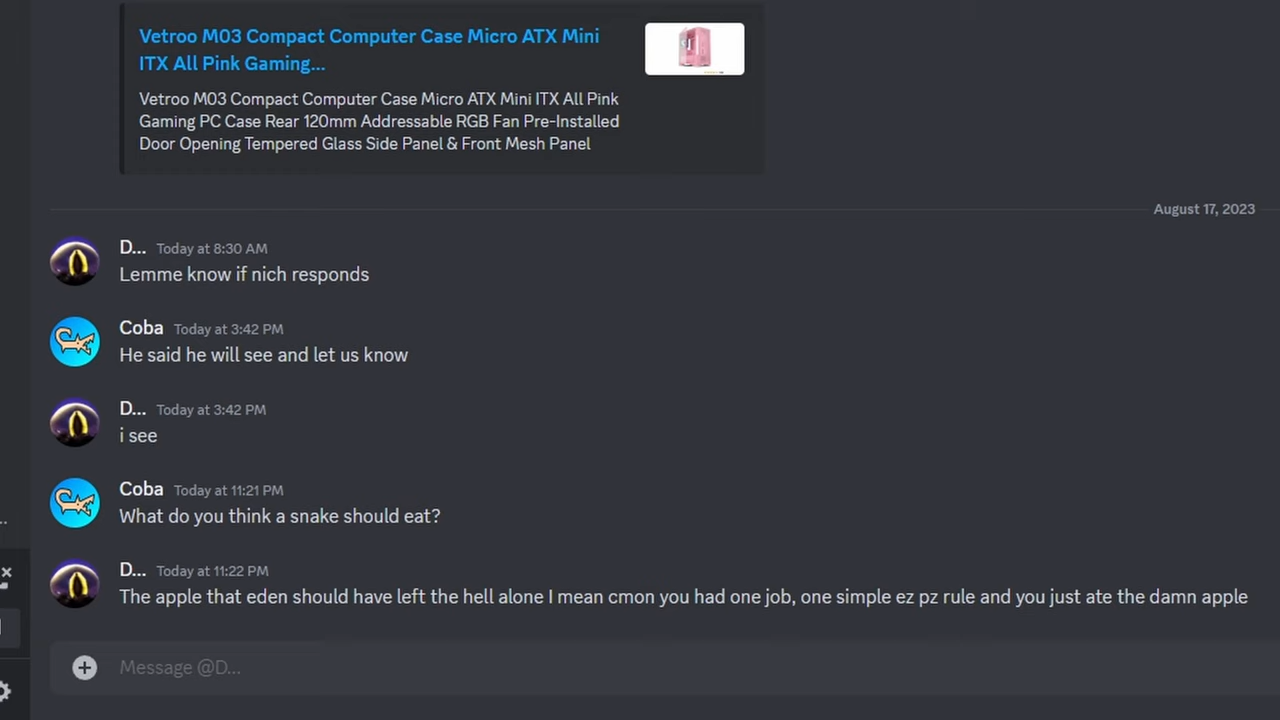 Vetroo M03 Compact Computer Case Micro ATX Mini
ITX All Pink Gaming...
Vetroo M03 Compact Computer Case Micro ATX Mini ITX All Pink
Gaming PC Case Rear 120mm Addressable RGB Fan Pre-Installed
Door Opening Tempered Glass Side Panel & Front Mesh Panel
August 17, 2023
D... Today at 8:30 AM
Lemme know if nich responds
Coba Today at 3:42 PM
He said he will see and let us know
D... Today at 3:42 PM
i see
Coba Today at 11:21 PM
What do you think a snake should eat?
D... Today at 11:22 PM
The apple that eden should have left the hell alone I mean cmon you had one job, one simple ez pz rule and you just ate the damn apple
Message @D...